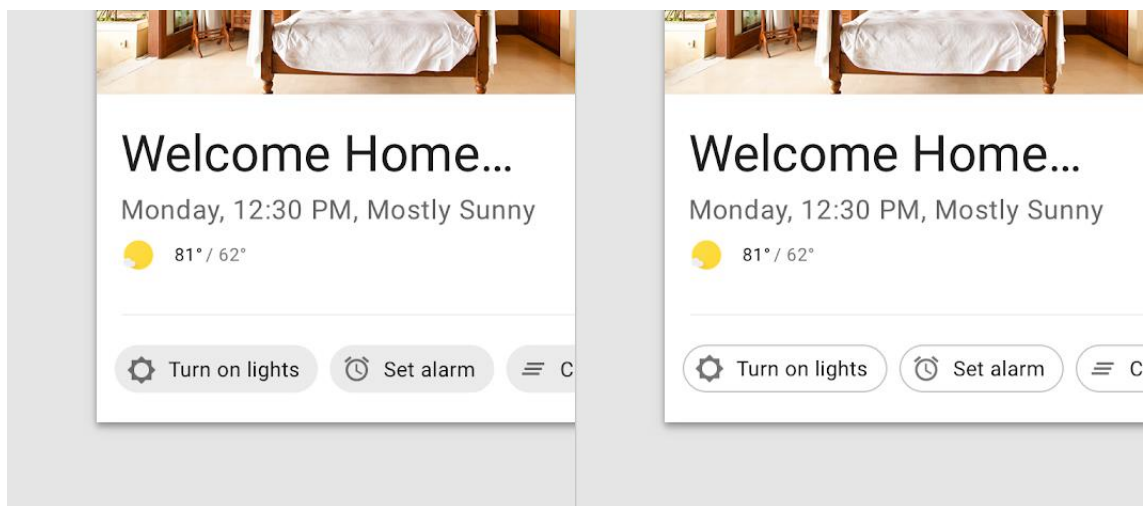 Welcome Home...
Monday, 12:30 PM, Mostly Sunny
81° / 62°
Turn on lights
Set alarm
C
Welcome Home...
Monday, 12:30 PM, Mostly Sunny
81° / 62°
Turn on lights
Set alarm
C